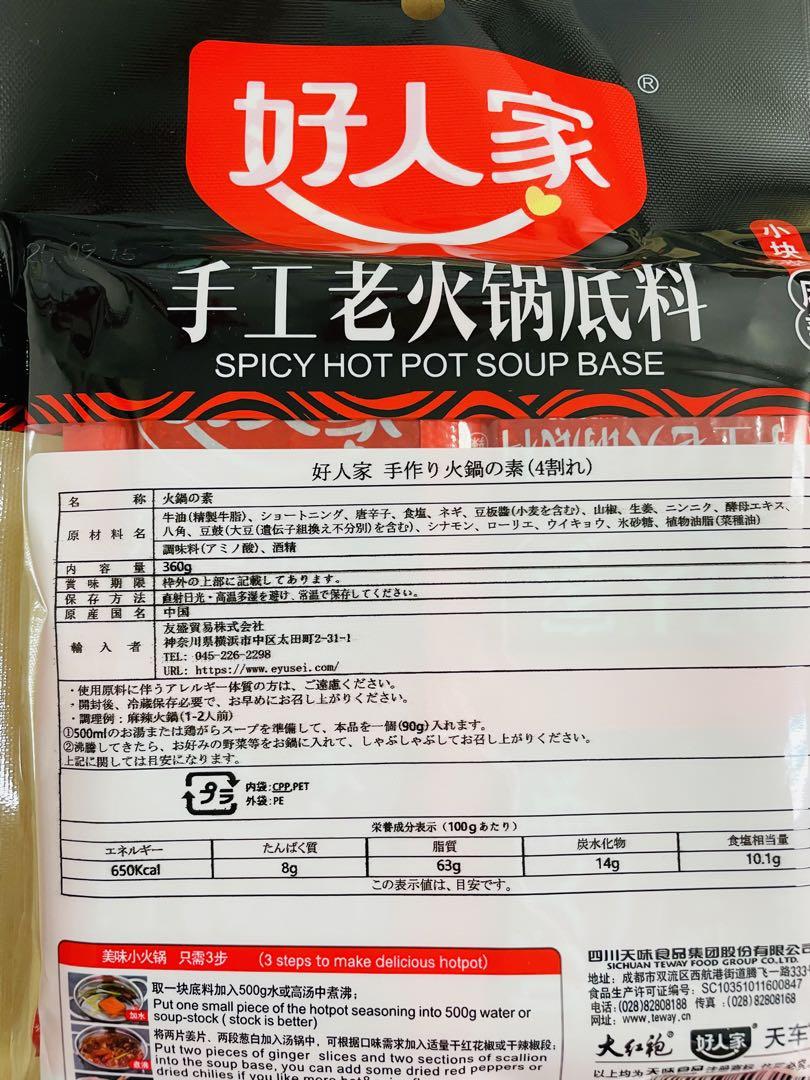 好人家®
小块
25.09.15
手工老火锅底料
SPICY HOT POT SOUP BASE
好人家 手作り火鍋の素(4割れ)
名 称 火鍋の素
原材料名 牛油(精製牛脂)、ショートニング、唐辛子、食塩、ネギ、豆板醬(小麦を含む)、山椒、生姜、ニンニク、酵母エキス、
八角、豆鼓(大豆(遺伝子組換え不分別)を含む)、シナモン、ローリエ、ウイキョウ、氷砂糖、植物油脂(菜種油)
調味料(アミノ酸)、酒精
内容量 360g
賞味期限 枠外の上部に記載してあります。
保存方法 直射日光・高温多湿を避け、常温で保存してください。
原産国名 中国
輸入者 友盛貿易株式会社
神奈川県横浜市中区太田町2-31-1
TEL: 045-226-2298
URL: https://www.eyusei.com/
・使用原料に伴うアレルギー体質の方は、ご遠慮ください。
・開封後、冷蔵保存必要で、お早めにお召し上がりください。
・調理例:麻辣火鍋(1-2人前)
①500mlのお湯または鶏がらスープを準備して、本品を一個(90g)入れます。
②沸騰してきたら、お好みの野菜等をお鍋に入れて、しゃぶしゃぶしてお召し上がりください。
上記に関しては目安になります。
プラ
内袋:CPP,PET
外袋:PE
栄養成分表示(100gあたり)
エネルギー たんぱく質 脂質 炭水化物 食塩相当量
650Kcal 8g 63g 14g 10.1g
この表示値は、目安です。
美味小火锅 只需3步 (3 steps to make delicious hotpot)
加水
取一块底料加入500g水或高汤中煮沸;
Put one small piece of the hotpot seasoning into 500g water or
soup-stock ( stock is better)
煮沸
将两片姜片、两段葱白加入汤锅中,可根据口味需求加入适量干红花椒或干辣椒段;
Put two pieces of ginger slices and two sections of scallion
into the soup base, you can add some dried red peppers or
dried chilies if you like more
四川天味食品集团股份有限公司
SICHUAN TEWAY FOOD GROUP CO.,LTD.
地址:成都市双流区西航港街道腾飞一路333
食品生产许可证编号:SC10351011600847
电话:(028)82808188 传真:(028)82808168
网址:www.teway.cn
大红袍® 好人家® 天车
以上均为天味食品注册商标